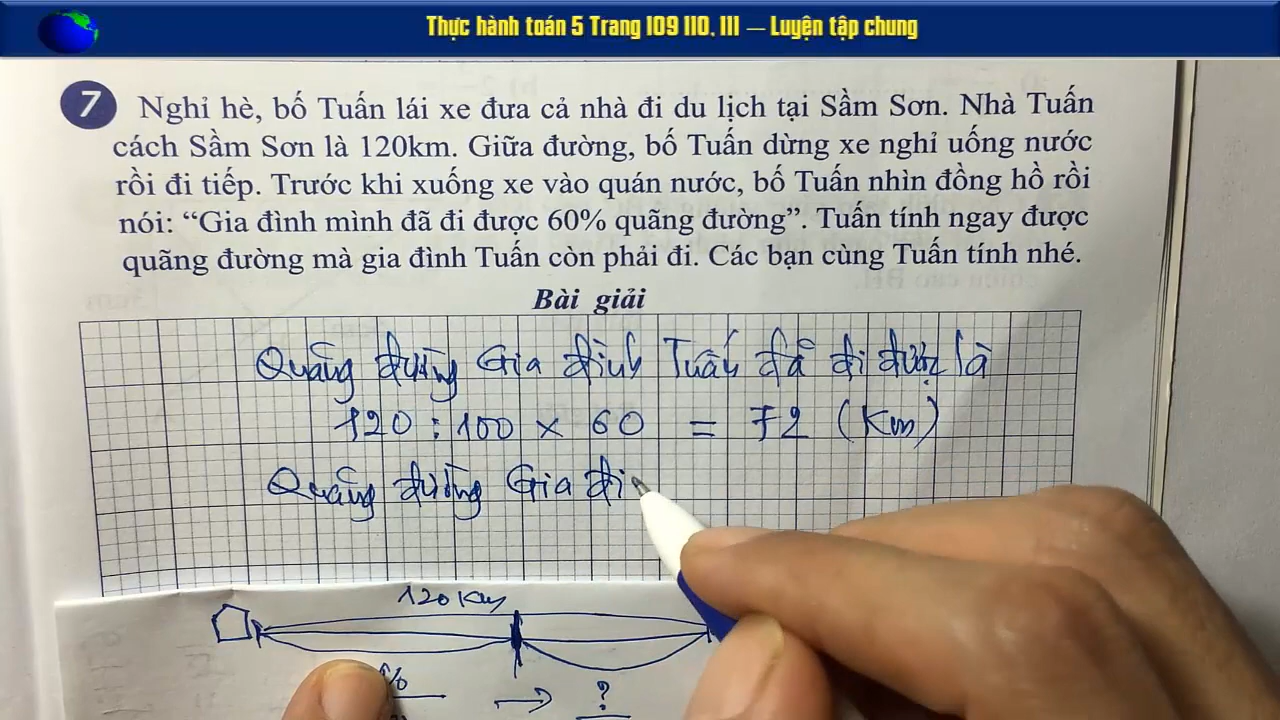 Thực hành toán 5 Trang 109 110, 111 – Luyện tập chung
7 Nghỉ hè, bố Tuấn lái xe đưa cả nhà đi du lịch tại Sầm Sơn. Nhà Tuấn
cách Sầm Sơn là 120km. Giữa đường, bố Tuấn dừng xe nghỉ uống nước
rồi đi tiếp. Trước khi xuống xe vào quán nước, bố Tuấn nhìn đồng hồ rồi
nói: “Gia đình mình đã đi được 60% quãng đường”. Tuấn tính ngay được
quãng đường mà gia đình Tuấn còn phải đi. Các bạn cùng Tuấn tính nhé.
Bài giải
Quãng đường Gia đình Tuấn đã đi được là
120 : 100 x 60 = 72 (Km)
Quãng đường Gia đì
120 Km
%
?